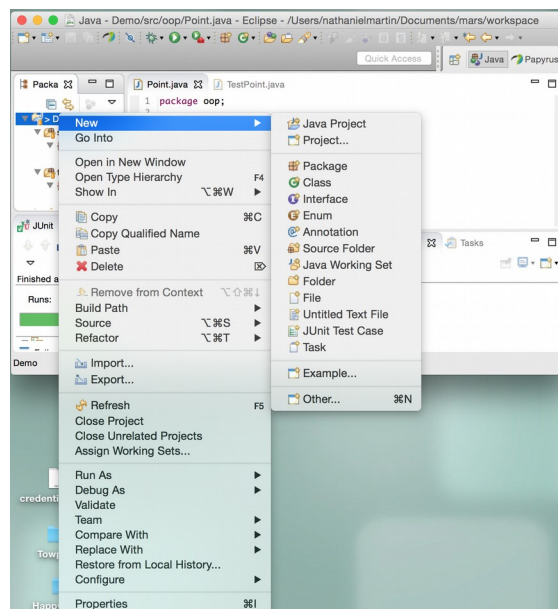 Java - Demo/src/oop/Point.java - Eclipse - /Users/nathanielmartin/Documents/mars/workspace
Quick Access
Java
Papyrus
Packa
Point.java
TestPoint.java
1 package oop;
> D
New
Go Into
Open in New Window
Open Type Hierarchy F4
Show In ⌥⌘W
Copy ⌘C
Copy Qualified Name
Paste ⌘V
Delete ⌦
Remove from Context ⌥⇧⌘↓
Build Path
Source ⌥⌘S
Refactor ⌥⌘T
Import...
Export...
Refresh F5
Close Project
Close Unrelated Projects
Assign Working Sets...
Run As
Debug As
Validate
Team
Compare With
Replace With
Restore from Local History...
Configure
Properties ⌘I
Java Project
Project...
Package
Class
Interface
Enum
Annotation
Source Folder
Java Working Set
Folder
File
Untitled Text File
JUnit Test Case
Task
Example...
Other... ⌘N
JUnit
Tasks
Finished a
Runs:
Demo
credenti
Tow
Happ